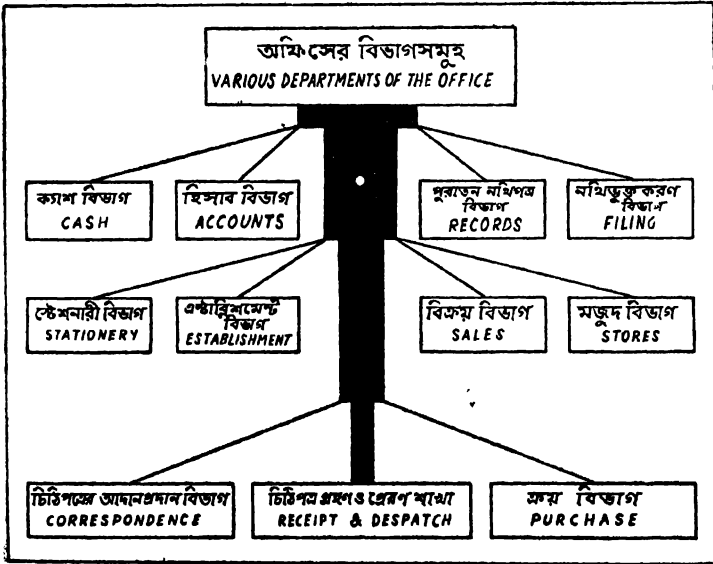 অফিসের বিভাগসমূহ
VARIOUS DEPARTMENTS OF THE OFFICE
ক্যাশ বিভাগ
CASH
হিসাব বিভাগ
ACCOUNTS
পুরাতন নথিপত্র
বিভাগ
RECORDS
নথিভুক্ত করণ
বিভাগ
FILING
ষ্টেশনারী বিভাগ
STATIONERY
এস্টাব্লিশমেন্ট
বিভাগ
ESTABLISHMENT
বিক্রয় বিভাগ
SALES
মজুদ বিভাগ
STORES
চিঠিপত্রের আদানপ্রদান বিভাগ
CORRESPONDENCE
চিঠিপত্র গ্রহণ ও প্রেরণ শাখা
RECEIPT & DESPATCH
ক্রয় বিভাগ
PURCHASE